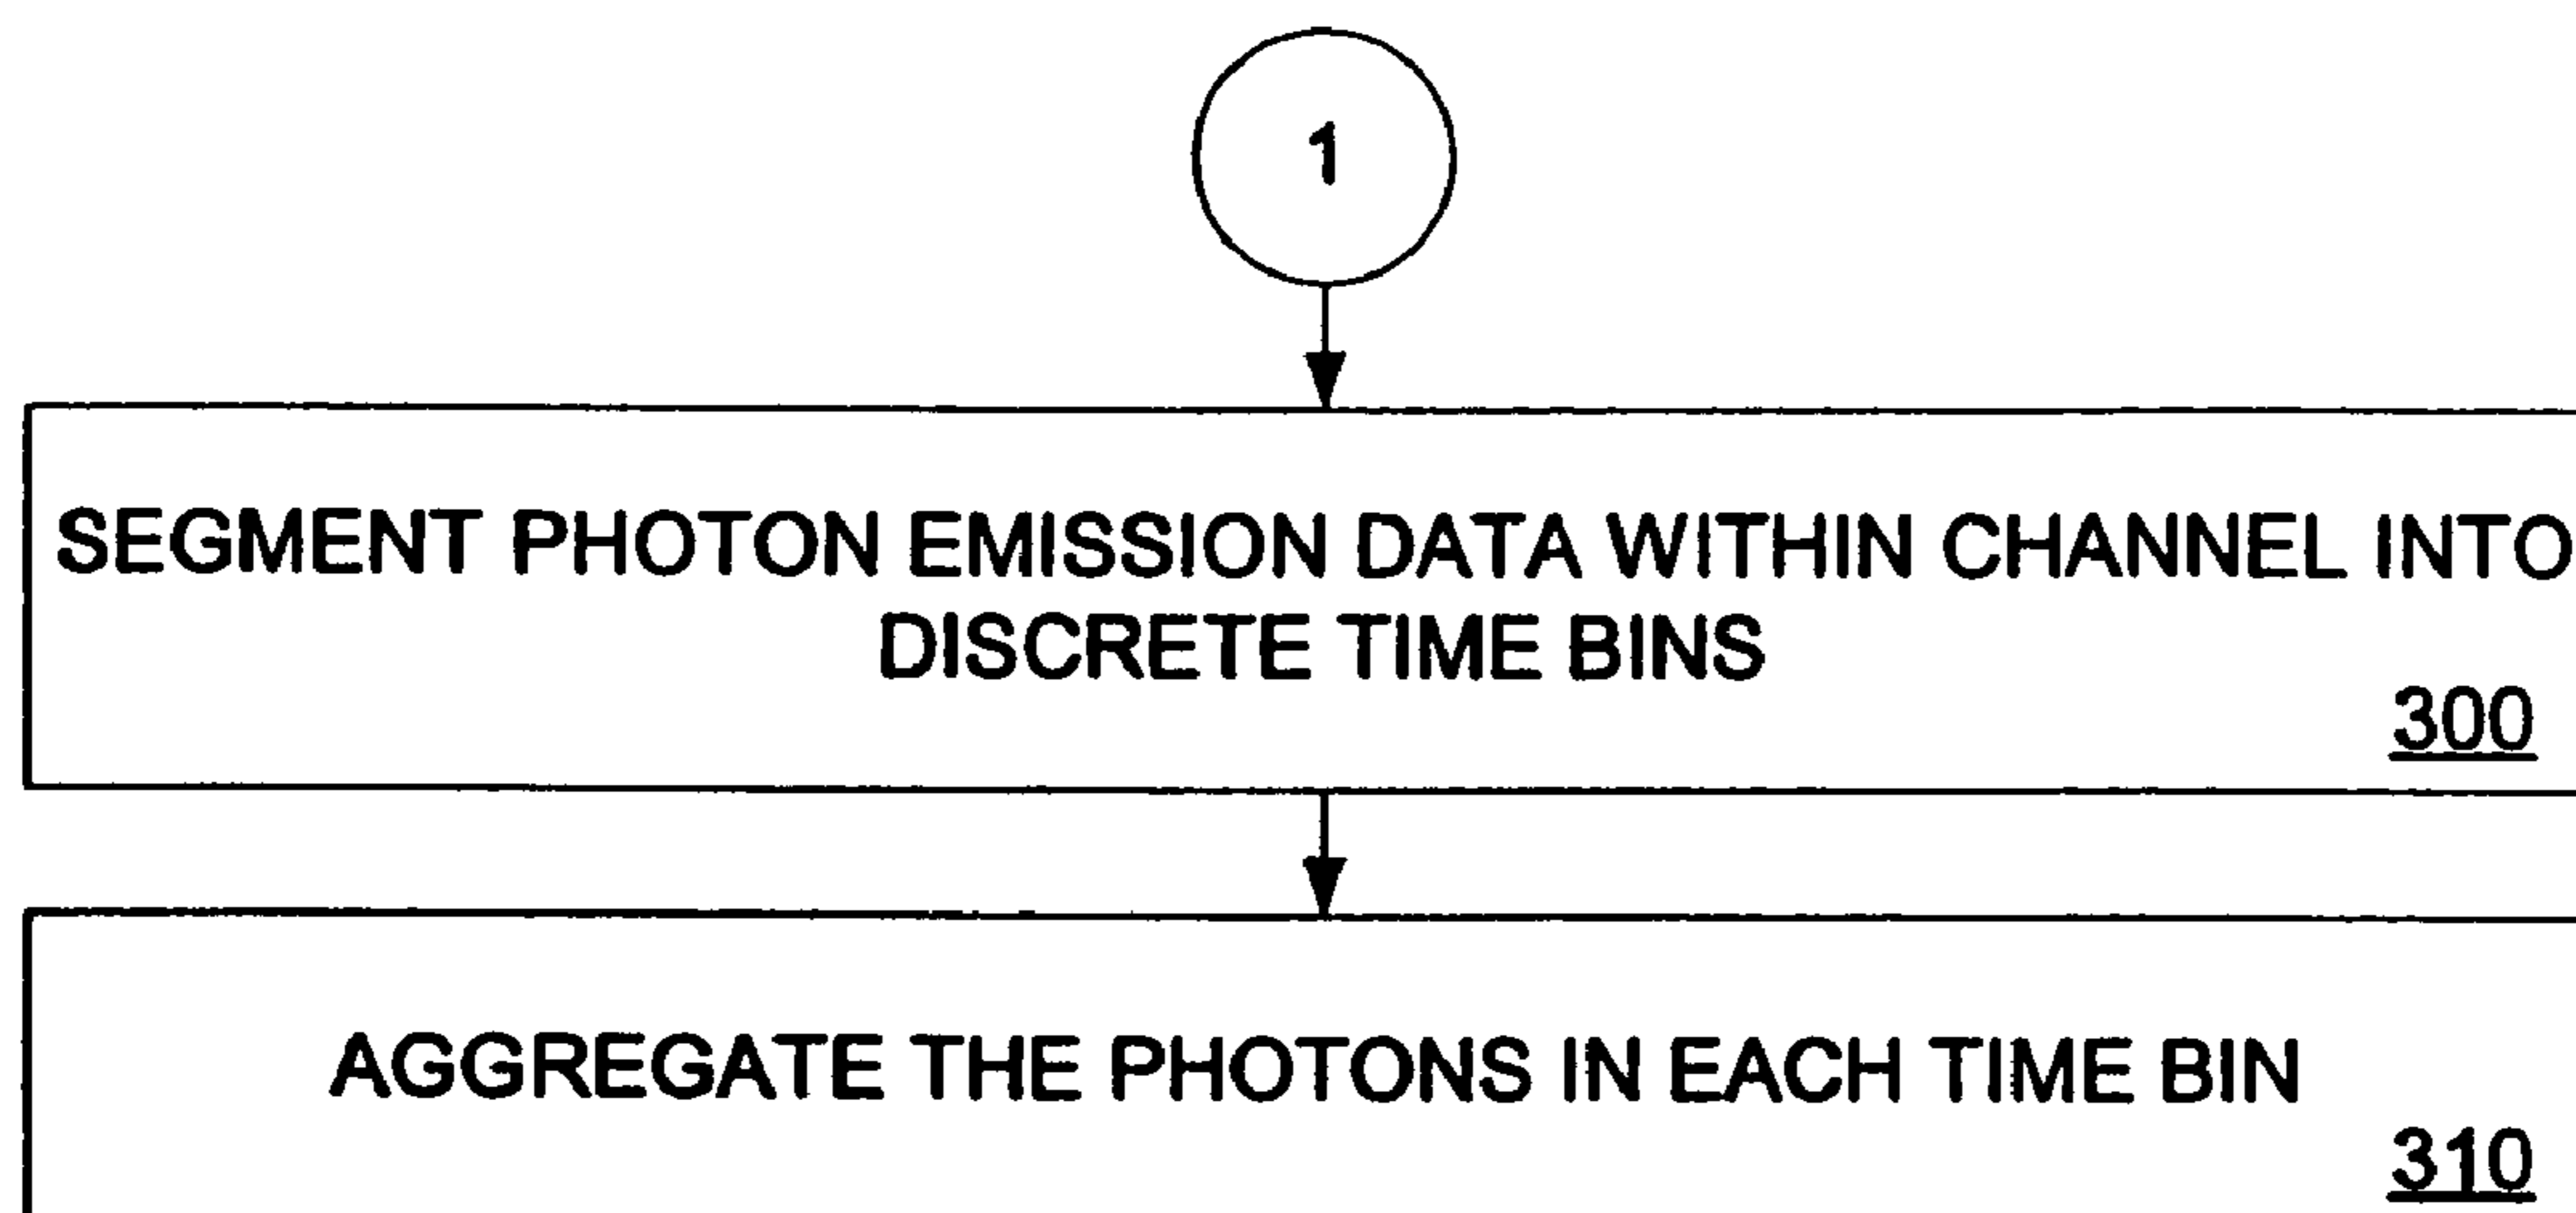 1
SEGMENT PHOTON EMISSION DATA WITHIN CHANNEL INTO
DISCRETE TIME BINS
300
AGGREGATE THE PHOTONS IN EACH TIME BIN
310